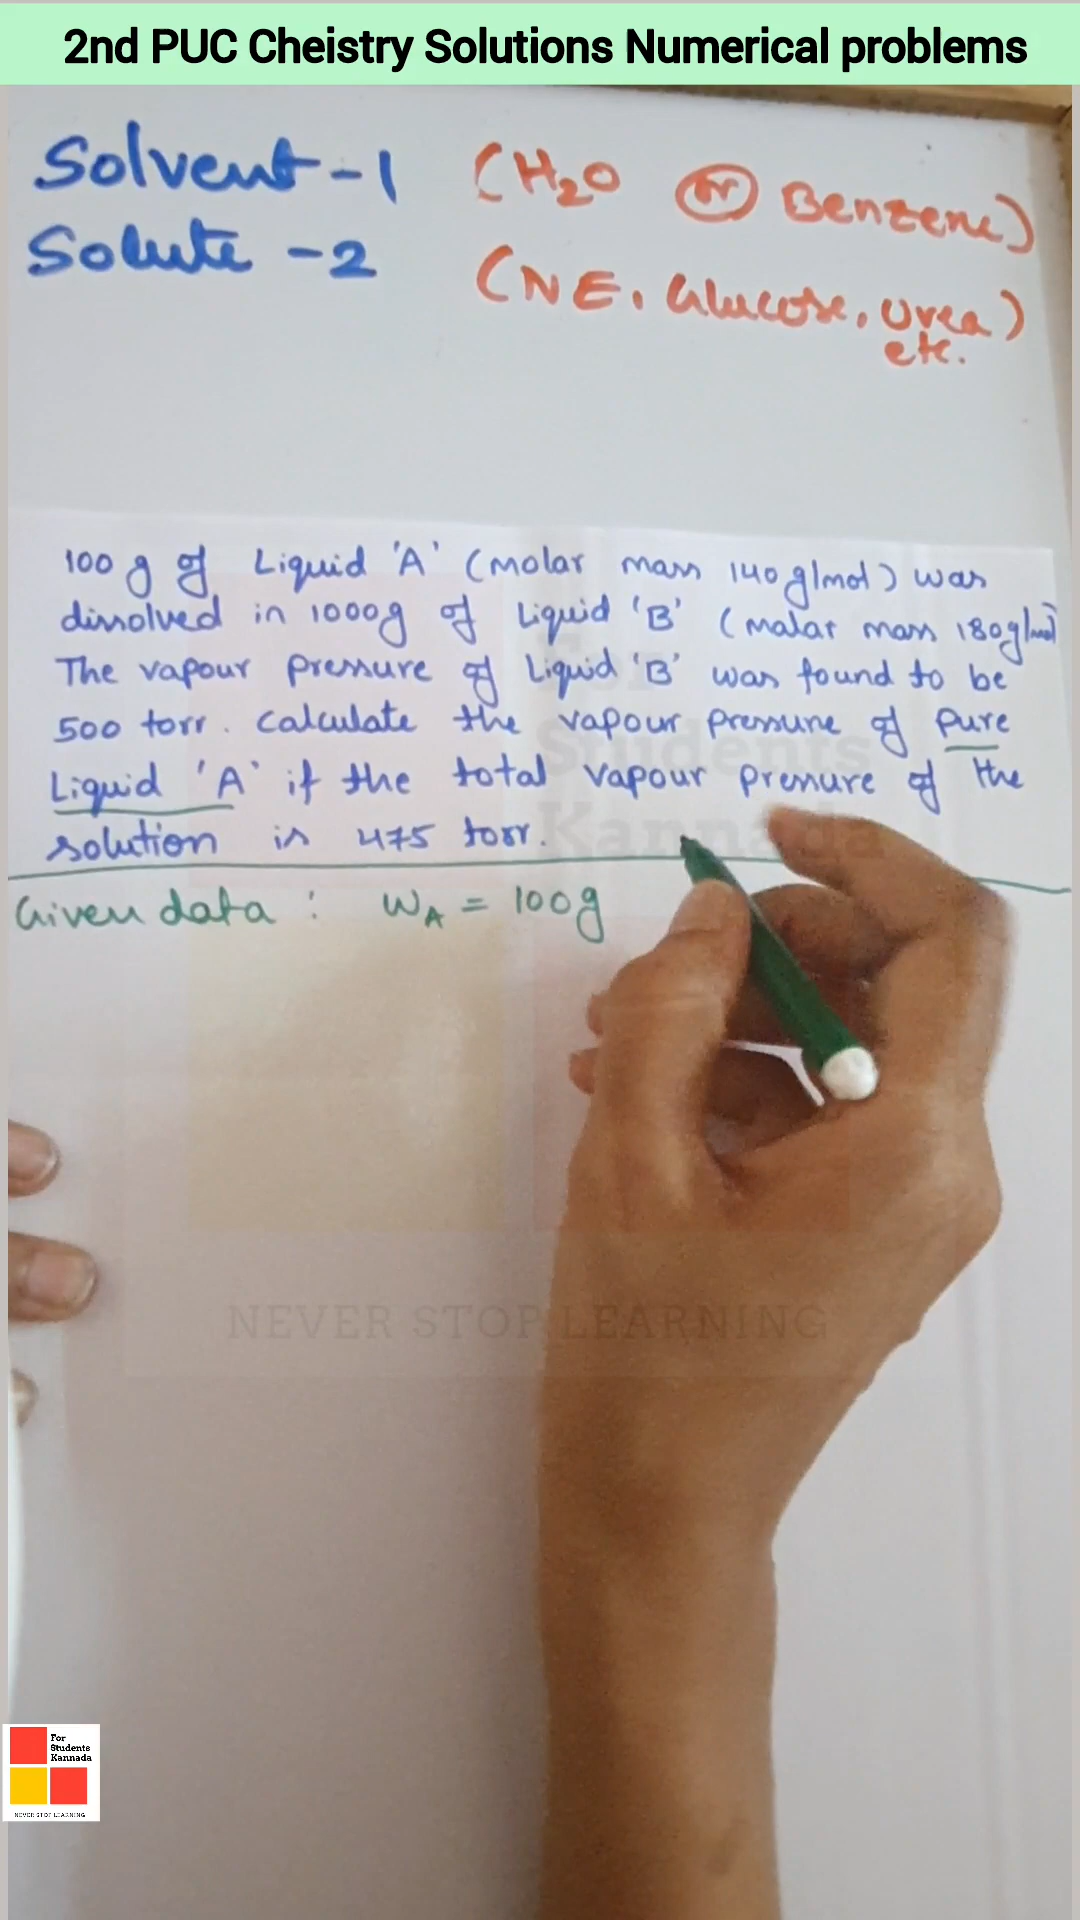 2nd PUC Cheistry Solutions Numerical problems
Solvent - 1 (H₂O or Benzene)
Solute - 2 (NE, Glucose, Urea)
etc.
100 g of Liquid 'A' (molar mass 140 g/mol) was
dissolved in 1000g of Liquid 'B' (molar mass 180g/mol)
The vapour pressure of Liquid 'B' was found to be
500 torr. Calculate the vapour pressure of pure
Liquid 'A' if the total vapour pressure of the
solution is 475 torr.
Given data : WA = 100g
For
Students
Kannada
NEVER STOP LEARNING
For
Students
Kannada
NEVER STOP LEARNING